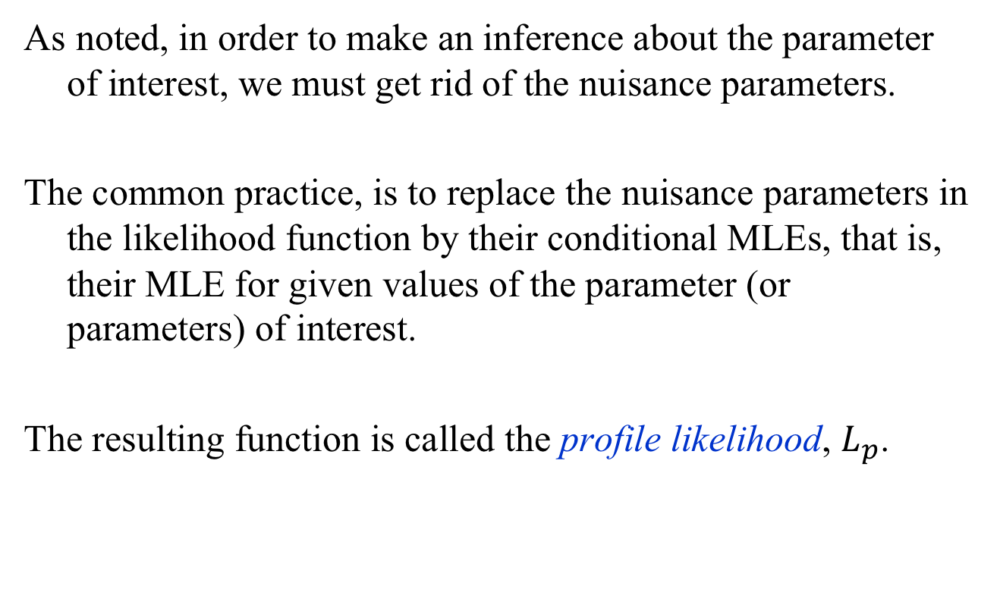 As noted, in order to make an inference about the parameter
of interest, we must get rid of the nuisance parameters.
The common practice, is to replace the nuisance parameters in
the likelihood function by their conditional MLEs, that is,
their MLE for given values of the parameter (or
parameters) of interest.
The resulting function is called the profile likelihood, Lₚ.